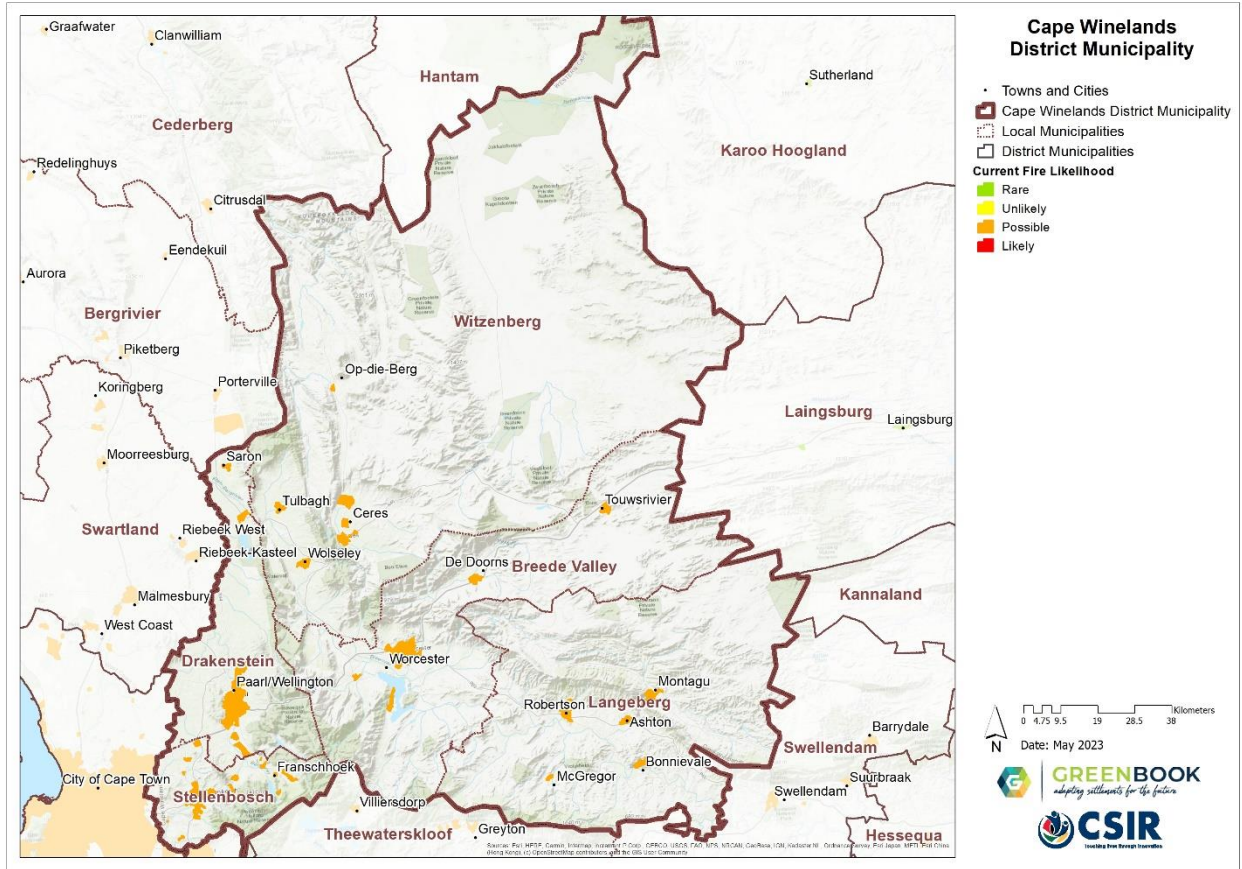 Cape Winelands
District Municipality
Towns and Cities
Cape Winelands District Municipality
Local Municipalities
District Municipalities
Current Fire Likelihood
Rare
Unlikely
Possible
Likely
Graafwater
Clanwilliam
Hantam
Sutherland
Cederberg
Karoo Hoogland
Redelinghuys
Citrusdal
Eendekuil
Aurora
Bergrivier
Witzenberg
Piketberg
Op-die-Berg
Koringberg
Porterville
Laingsburg
Laingsburg
Moorreesburg
Saron
Touwsrivier
Tulbagh
Ceres
Swartland
Riebeek West
Riebeek-Kasteel
Wolseley
De Doorns
Breede Valley
Kannaland
Malmesbury
West Coast
Drakenstein
Worcester
Paarl/Wellington
Montagu
Robertson
Langeberg
Ashton
Barrydale
Swellendam
City of Cape Town
Franschhoek
Bonnievale
McGregor
Suurbraak
Stellenbosch
Villiersdorp
Swellendam
Theewaterskloof
Greyton
Hessequa
Kilometers
0 4.75 9.5 19 28.5 38
N
Date: May 2023
G
GREENBOOK
adapting settlements for the future
CSIR
Touching lives through innovation